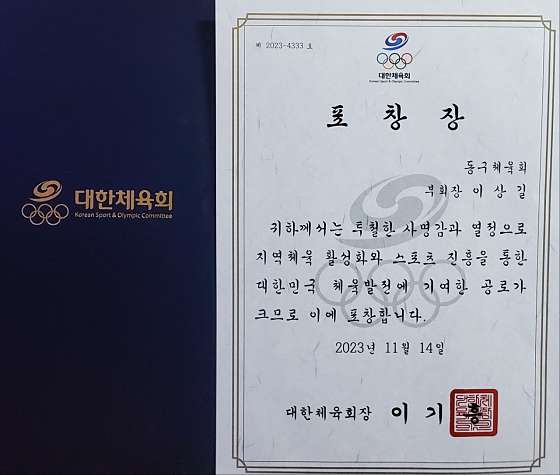 대한체육회
Korean Sport & Olympic Committee
제 2023-4333 호
대한체육회
Korean Sport & Olympic Committee
포 창 장
동구체육회
부회장 이 상 길
귀하께서는 투철한 사명감과 열정으로
지역체육 활성화와 스포츠 진흥을 통한
대한민국 체육발전에 기여한 공로가
크므로 이에 포창합니다.
2023년 11월 14일
대한체육회장 이 기 흥